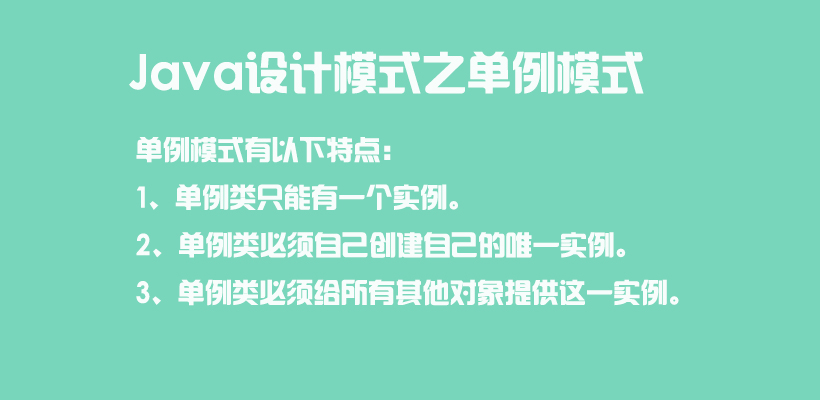 Java设计模式之单例模式
单例模式有以下特点：
1、单例类只能有一个实例。
2、单例类必须自己创建自己的唯一实例。
3、单例类必须给所有其他对象提供这一实例。